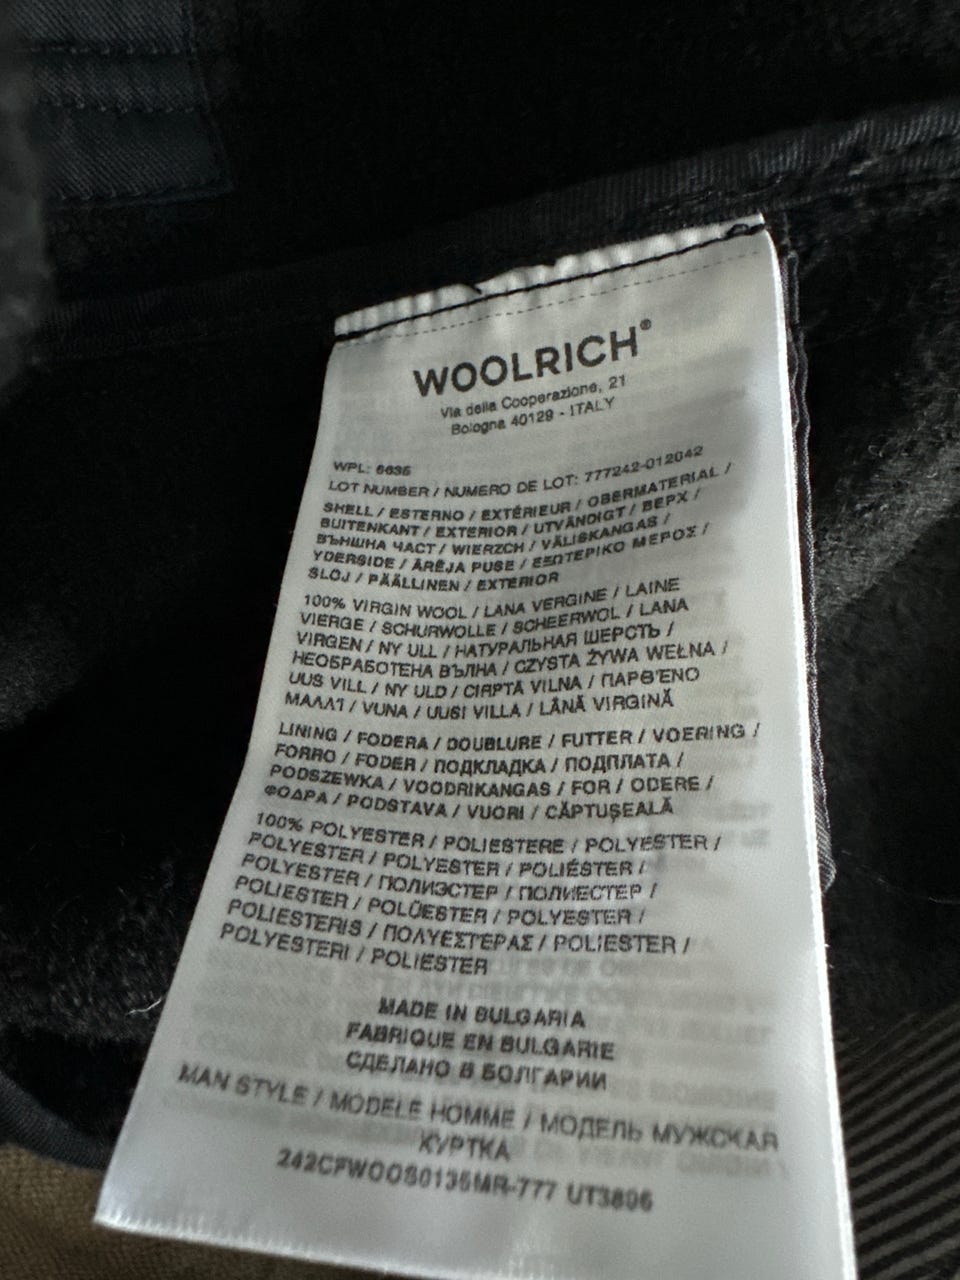 WOOLRICH®
Via della Cooperazione, 21
Bologna 40129 - ITALY
WPL: 6635
LOT NUMBER / NUMERO DE LOT: 777242-012042
SHELL / ESTERNO / EXTÉRIEUR / OBERMATERIAL /
BUITENKANT / EXTERIOR / UTVÄNDIGT / ВЕРХ /
ВЪНШНА ЧАСТ / WIERZCH / VÄLISKANGAS /
YDERSIDE / ĀRĒJA PUSE / ΕΞΩΤΕΡΙΚΟ ΜΕΡΟΣ /
SLOJ / PÄÄLLINEN / EXTERIOR
100% VIRGIN WOOL / LANA VERGINE / LAINE
VIERGE / SCHURWOLLE / SCHEERWOL / LANA
VIRGEN / NY ULL / НАТУРАЛЬНАЯ ШЕРСТЬ /
НЕОБРАБОТЕНА ВЪЛНА / CZYSTA ŻYWA WEŁNA /
UUS VILL / NY ULD / CIRPTĀ VILNA / ΠΑΡΘΈΝΟ
ΜΑΛΛΊ / VUNA / UUSI VILLA / LÂNĂ VIRGINĂ
LINING / FODERA / DOUBLURE / FUTTER / VOERING /
FORRO / FODER / ПОДКЛАДКА / ПОДПЛАТА /
PODSZEWKA / VOODRIKANGAS / FOR / ODERE /
ΦΟΔΡΑ / PODSTAVA / VUORI / CĂPTUȘEALĂ
100% POLYESTER / POLIESTERE / POLYESTER /
POLYESTER / POLYESTER / POLIÉSTER /
POLYESTER / ПОЛИЭСТЕР / ПОЛИЕСТЕР /
POLIESTER / POLÜESTER / POLYESTER /
POLIESTERIS / ΠΟΛΥΕΣΤΕΡΑΣ / POLIESTER /
POLYESTERI / POLIESTER
MADE IN BULGARIA
FABRIQUE EN BULGARIE
СДЕЛАНО В БОЛГАРИИ
MAN STYLE / MODELE HOMME / МОДЕЛЬ МУЖСКАЯ
КУРТКА
242CFWOOS0135MR-777 UT3806